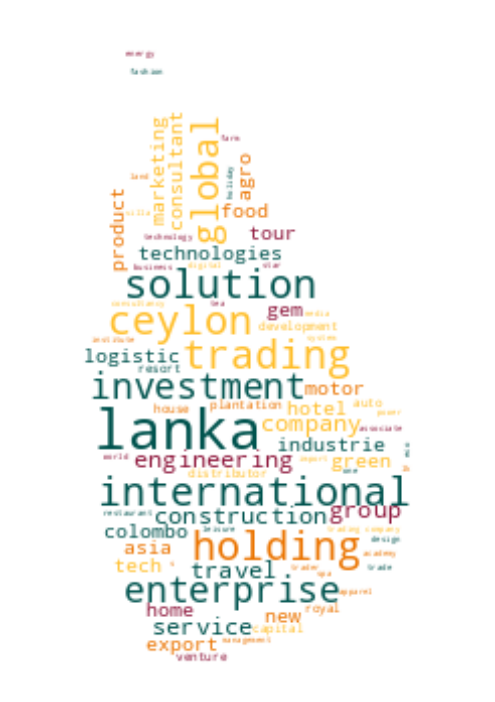 energy
fashion
marketing
consultant
global
farm
holiday
agro
land
product
villa
food
technology
tour
technologies
business
digital
star
solution
consultancy
tea
gem
media
ceylon
development
institute
system
logistic
trading
resort
investment
motor
house
plantation
hotel
auto
power
lanka
company
associate
industrie
world
engineering
import
green
distributor
one
international
restaurant
construction
group
colombo
leisure
trading company
design
asia
holding
academy
tech
travel
trader
spa
trade
enterprise
apparel
home
new
royal
service
capital
export
management
venture